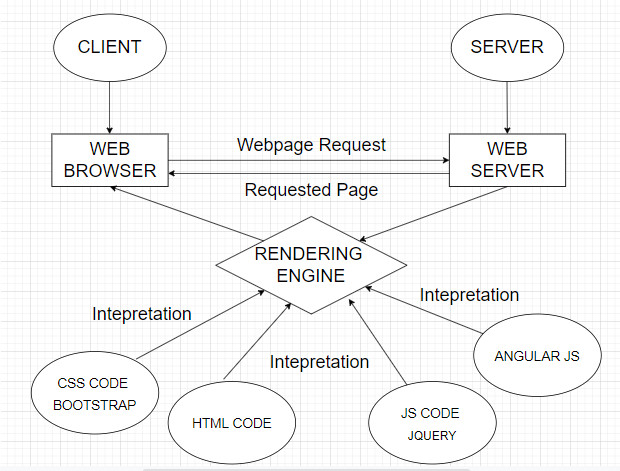 CLIENT
SERVER
WEB
BROWSER
Webpage Request
WEB
SERVER
Requested Page
RENDERING
ENGINE
Intepretation
Intepretation
Intepretation
CSS CODE
BOOTSTRAP
HTML CODE
JS CODE
JQUERY
ANGULAR JS